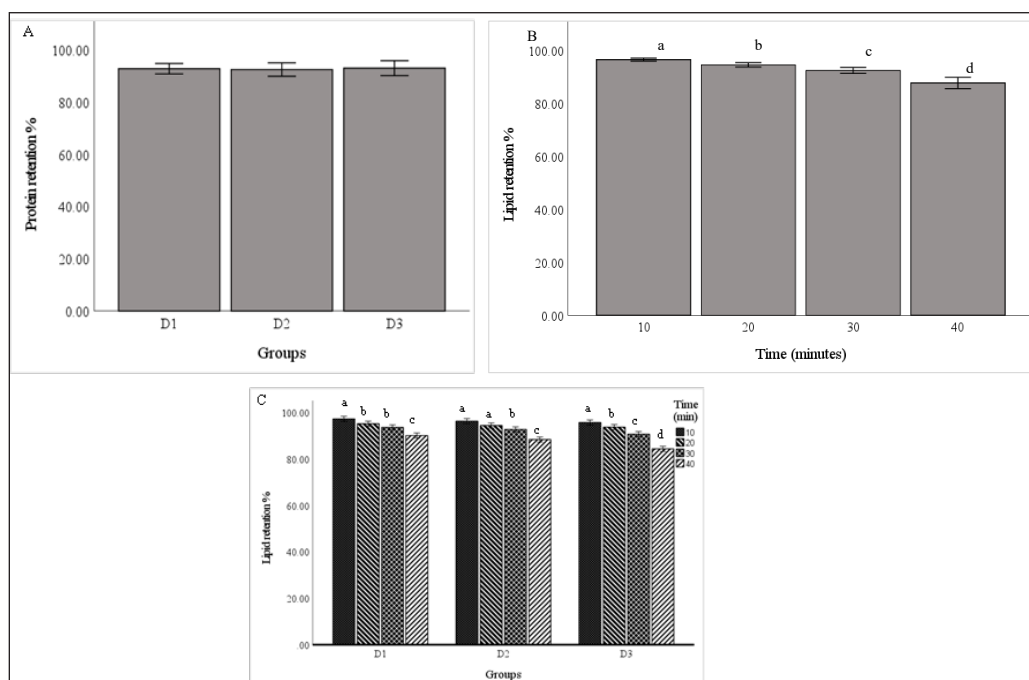 A
Protein retention %
100.00
80.00
60.00
40.00
20.00
0.00
D1 D2 D3
Groups
B
Lipid retention %
100.00
80.00
60.00
40.00
20.00
0.00
a b c d
10 20 30 40
Time (minutes)
C
Lipid retention %
100.00
80.00
60.00
40.00
20.00
.00
a b b c a a b c a b c d
D1 D2 D3
Groups
Time
(min)
10
20
30
40